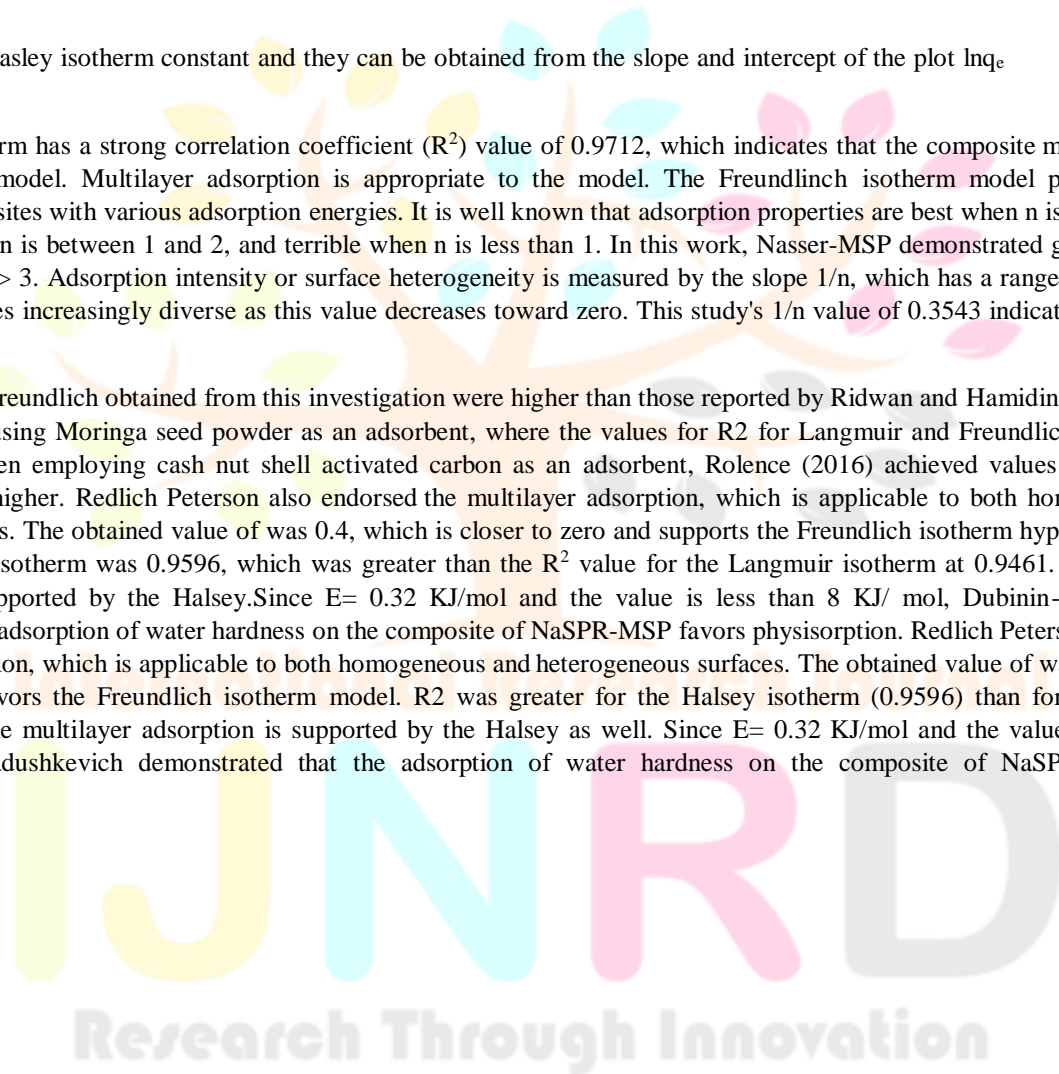 asley isotherm constant and they can be obtained from the slope and intercept of the plot lnqe
rm has a strong correlation coefficient (R2) value of 0.9712, which indicates that the composite m
model. Multilayer adsorption is appropriate to the model. The Freundlinch isotherm model p
sites with various adsorption energies. It is well known that adsorption properties are best when n is
n is between 1 and 2, and terrible when n is less than 1. In this work, Nasser-MSP demonstrated g
> 3. Adsorption intensity or surface heterogeneity is measured by the slope 1/n, which has a range
es increasingly diverse as this value decreases toward zero. This study's 1/n value of 0.3543 indicat
reundlich obtained from this investigation were higher than those reported by Ridwan and Hamidin
using Moringa seed powder as an adsorbent, where the values for R2 for Langmuir and Freundlic
en employing cash nut shell activated carbon as an adsorbent, Rolence (2016) achieved values
higher. Redlich Peterson also endorsed the multilayer adsorption, which is applicable to both hor
s. The obtained value of was 0.4, which is closer to zero and supports the Freundlich isotherm hyp
isotherm was 0.9596, which was greater than the R2 value for the Langmuir isotherm at 0.9461.
pported by the Halsey.Since E= 0.32 KJ/mol and the value is less than 8 KJ/ mol, Dubinin-
adsorption of water hardness on the composite of NaSPR-MSP favors physisorption. Redlich Peters
ion, which is applicable to both homogeneous and heterogeneous surfaces. The obtained value of w
vors the Freundlich isotherm model. R2 was greater for the Halsey isotherm (0.9596) than for
e multilayer adsorption is supported by the Halsey as well. Since E= 0.32 KJ/mol and the value
dushkevich demonstrated that the adsorption of water hardness on the composite of NaSP
International Research Journal
IJNRD
Research Through Innovation